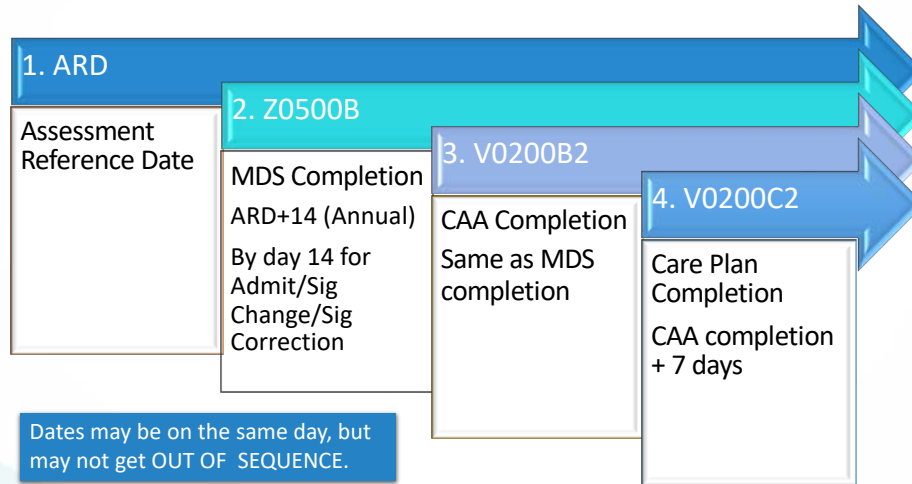 1. ARD
Assessment
Reference Date
2. Z0500B
MDS Completion
ARD+14 (Annual)
By day 14 for
Admit/Sig
Change/Sig
Correction
3. V0200B2
CAA Completion
Same as MDS
completion
4. V0200C2
Care Plan
Completion
CAA completion
+ 7 days
Dates may be on the same day, but
may not get OUT OF SEQUENCE.